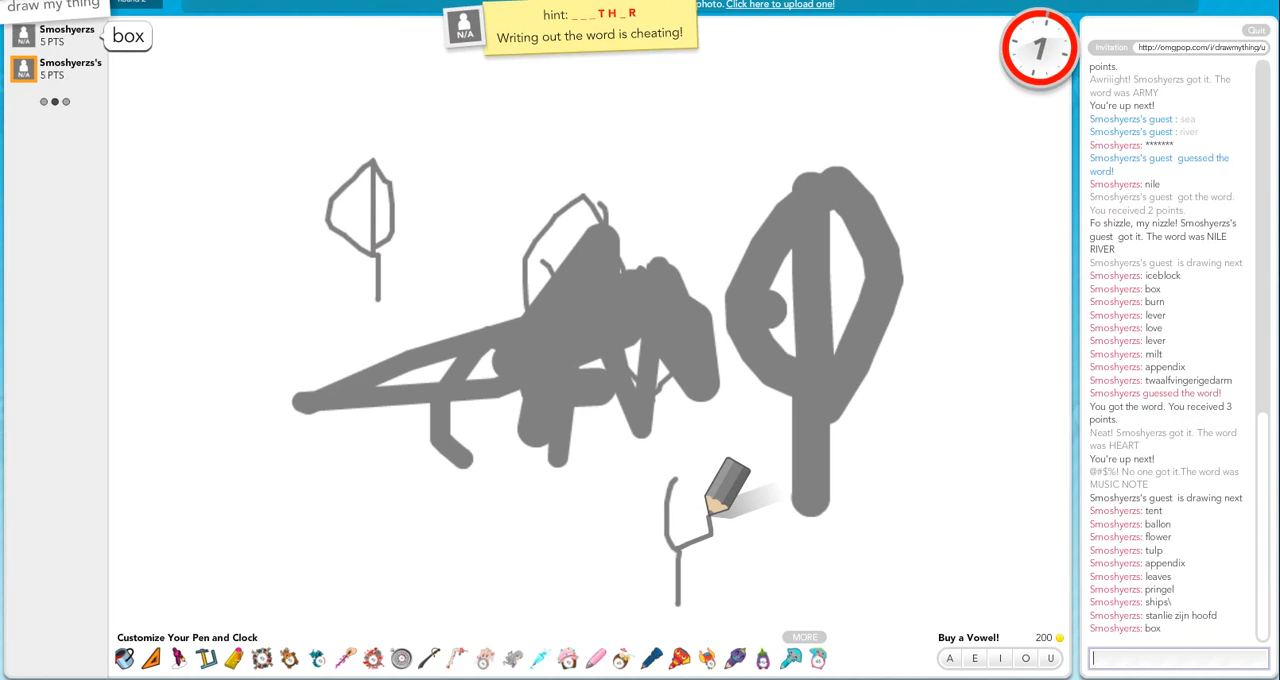 draw my thing
photo. Click here to upload one!
Smoshyerzs
5 PTS
box
Smoshyerzs's
5 PTS
N/A
N/A
N/A
hint: _ _ _ T H _ R
Writing out the word is cheating!
1
Quit
Invitation http://omgpop.com/i/drawmything/u
points.
Awriiight! Smoshyerzs got it. The
word was ARMY
You're up next!
Smoshyerzs's guest : sea
Smoshyerzs's guest : river
Smoshyerzs: *******
Smoshyerzs's guest guessed the
word!
Smoshyerzs: nile
Smoshyerzs's guest got the word.
You received 2 points.
Fo shizzle, my nizzle! Smoshyerzs's
guest got it. The word was NILE
RIVER
Smoshyerzs's guest is drawing next
Smoshyerzs: iceblock
Smoshyerzs: box
Smoshyerzs: burn
Smoshyerzs: lever
Smoshyerzs: love
Smoshyerzs: lever
Smoshyerzs: milt
Smoshyerzs: appendix
Smoshyerzs: twaalfvingerigedarm
Smoshyerzs guessed the word!
You got the word. You received 3
points.
Neat! Smoshyerzs got it. The word
was HEART
You're up next!
@#$%! No one got it.The word was
MUSIC NOTE
Smoshyerzs's guest is drawing next
Smoshyerzs: tent
Smoshyerzs: ballon
Smoshyerzs: flower
Smoshyerzs: tulp
Smoshyerzs: appendix
Smoshyerzs: leaves
Smoshyerzs: pringel
Smoshyerzs: ships\
Smoshyerzs: stanlie zijn hoofd
Smoshyerzs: box
Customize Your Pen and Clock
MORE
Buy a Vowel! 200
A E I O U